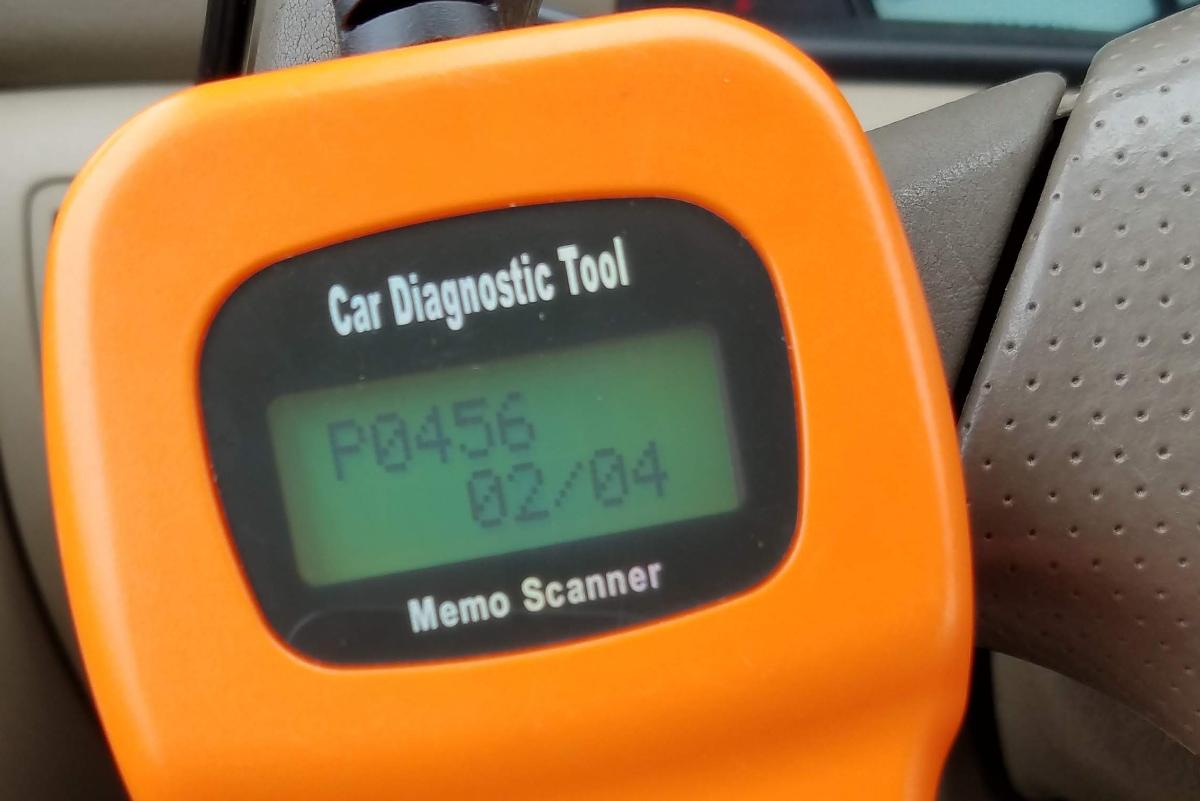 Car Diagnostic Tool
P0456
02/04
Memo Scanner